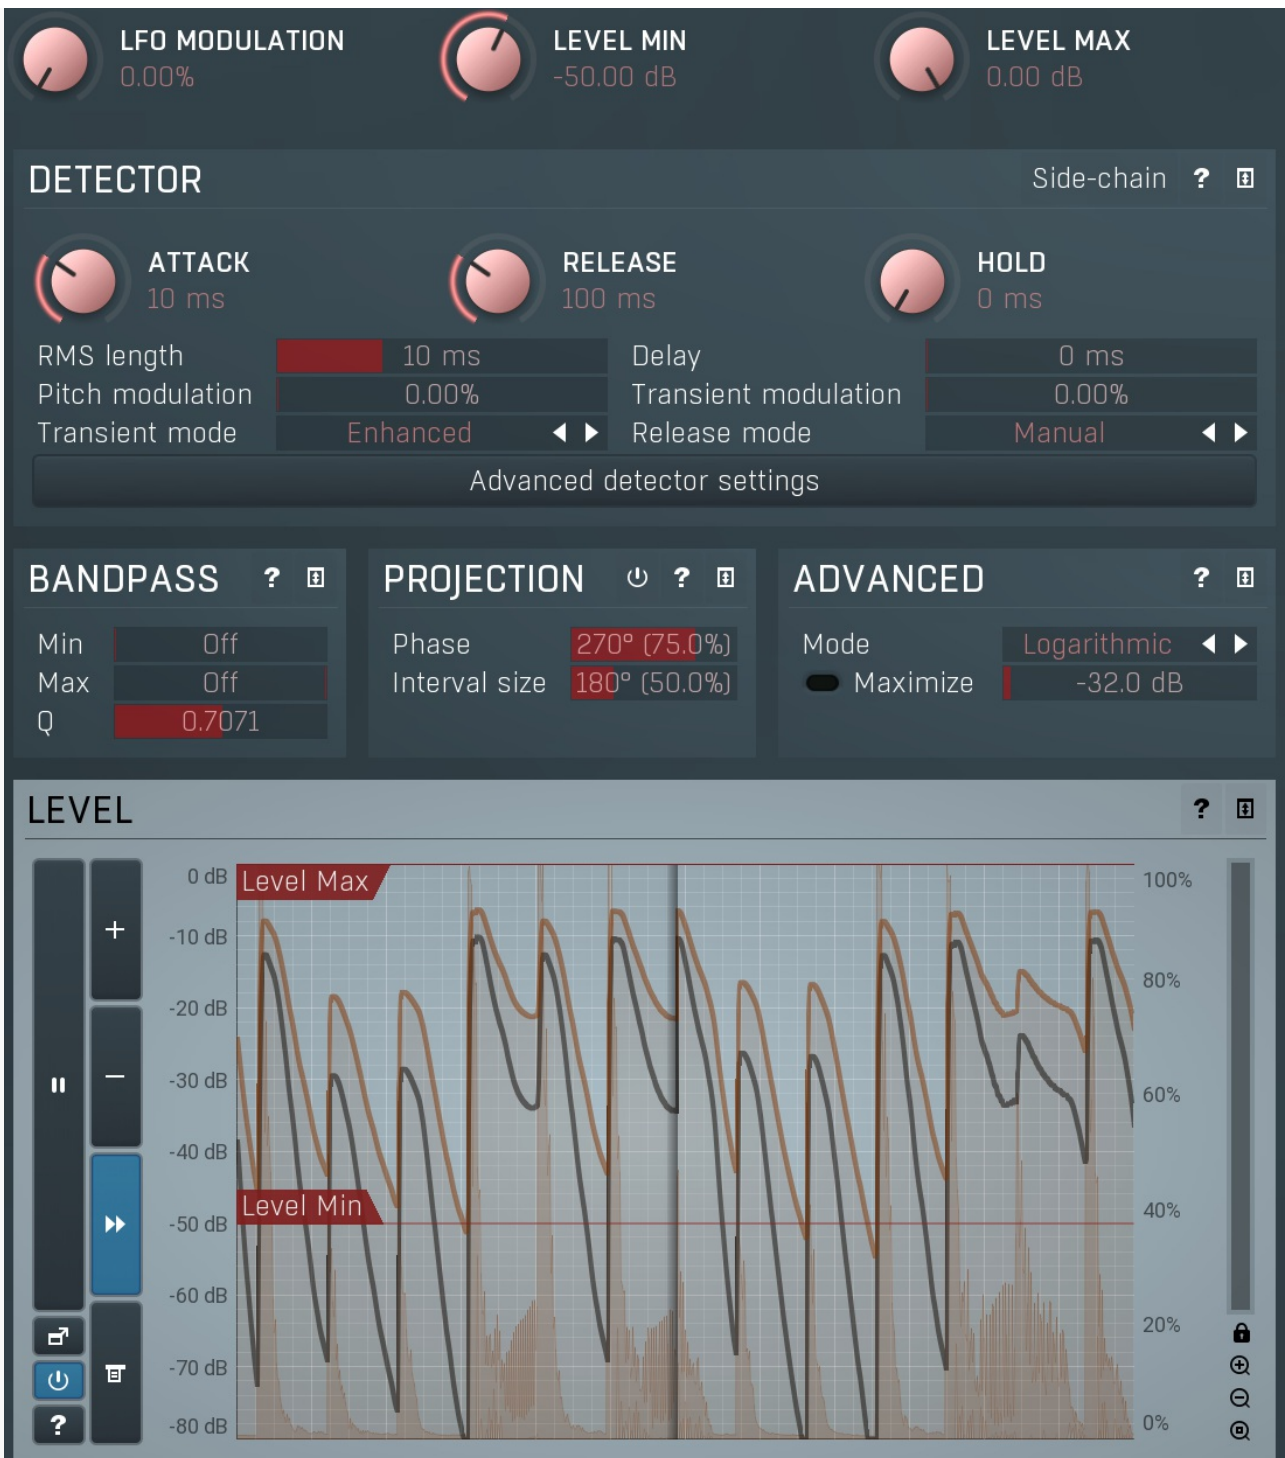 LFO MODULATION LEVEL MIN LEVEL MAX
0.00% -50.00 dB 0.00 dB
DETECTOR Side-chain ?
ATTACK RELEASE HOLD
10 ms 100 ms 0 ms
RMS length 10 ms Delay 0 ms
Pitch modulation 0.00% Transient modulation 0.00%
Transient mode Enhanced Release mode Manual
Advanced detector settings
BANDPASS ? PROJECTION ? ADVANCED ?
Min Off Phase 270° (75.0%) Mode Logarithmic
Max Off Interval size 180° (50.0%) Maximize -32.0 dB
Q 0.7071
LEVEL ?
0 dB Level Max 100%
-10 dB
80%
-20 dB
-30 dB
60%
-40 dB
Level Min
-50 dB 40%
-60 dB
20%
-70 dB
-80 dB 0%
?